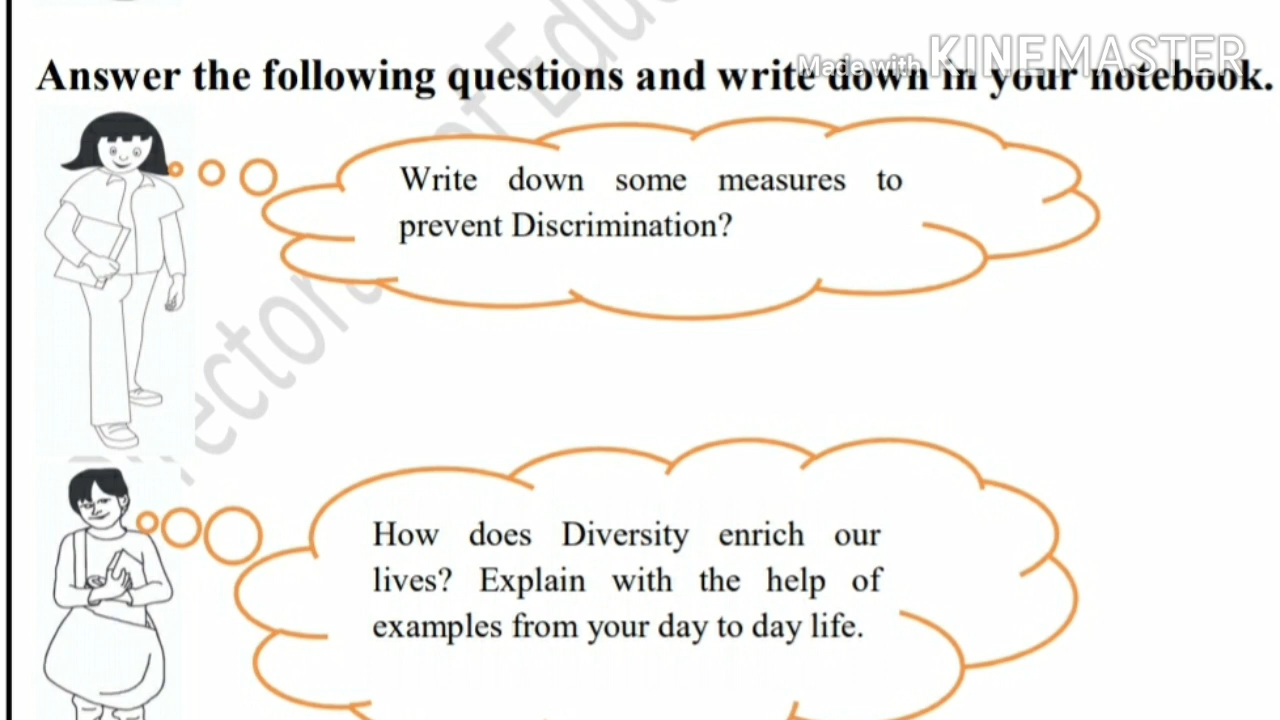 Made with KINEMASTER
Answer the following questions and write down in your notebook.
Write down some measures to
prevent Discrimination?
How does Diversity enrich our
lives? Explain with the help of
examples from your day to day life.